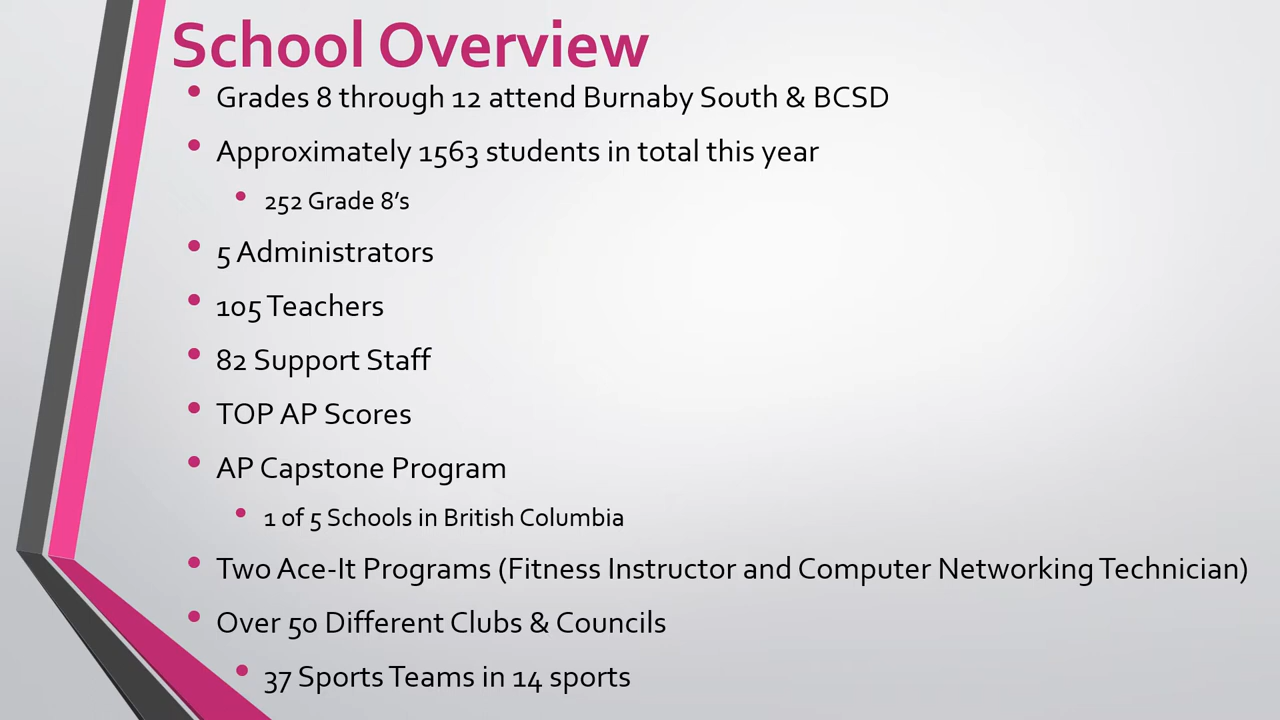 School Overview
Grades 8 through 12 attend Burnaby South & BCSD
Approximately 1563 students in total this year
252 Grade 8’s
5 Administrators
105 Teachers
82 Support Staff
TOP AP Scores
AP Capstone Program
1 of 5 Schools in British Columbia
Two Ace-It Programs (Fitness Instructor and Computer Networking Technician)
Over 50 Different Clubs & Councils
37 Sports Teams in 14 sports